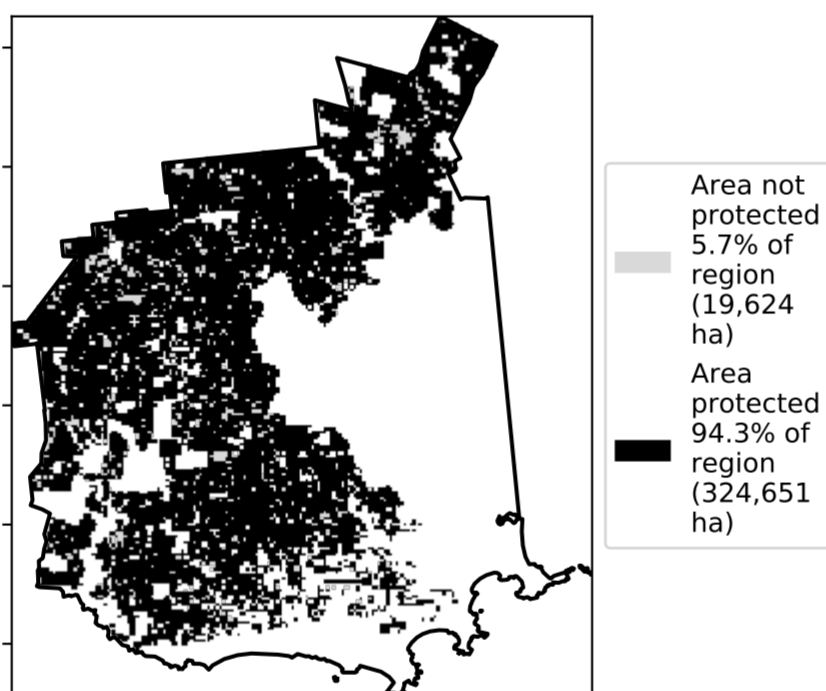 Area not
protected
5.7% of
region
(19,624
ha)
Area
protected
94.3% of
region
(324,651
ha)